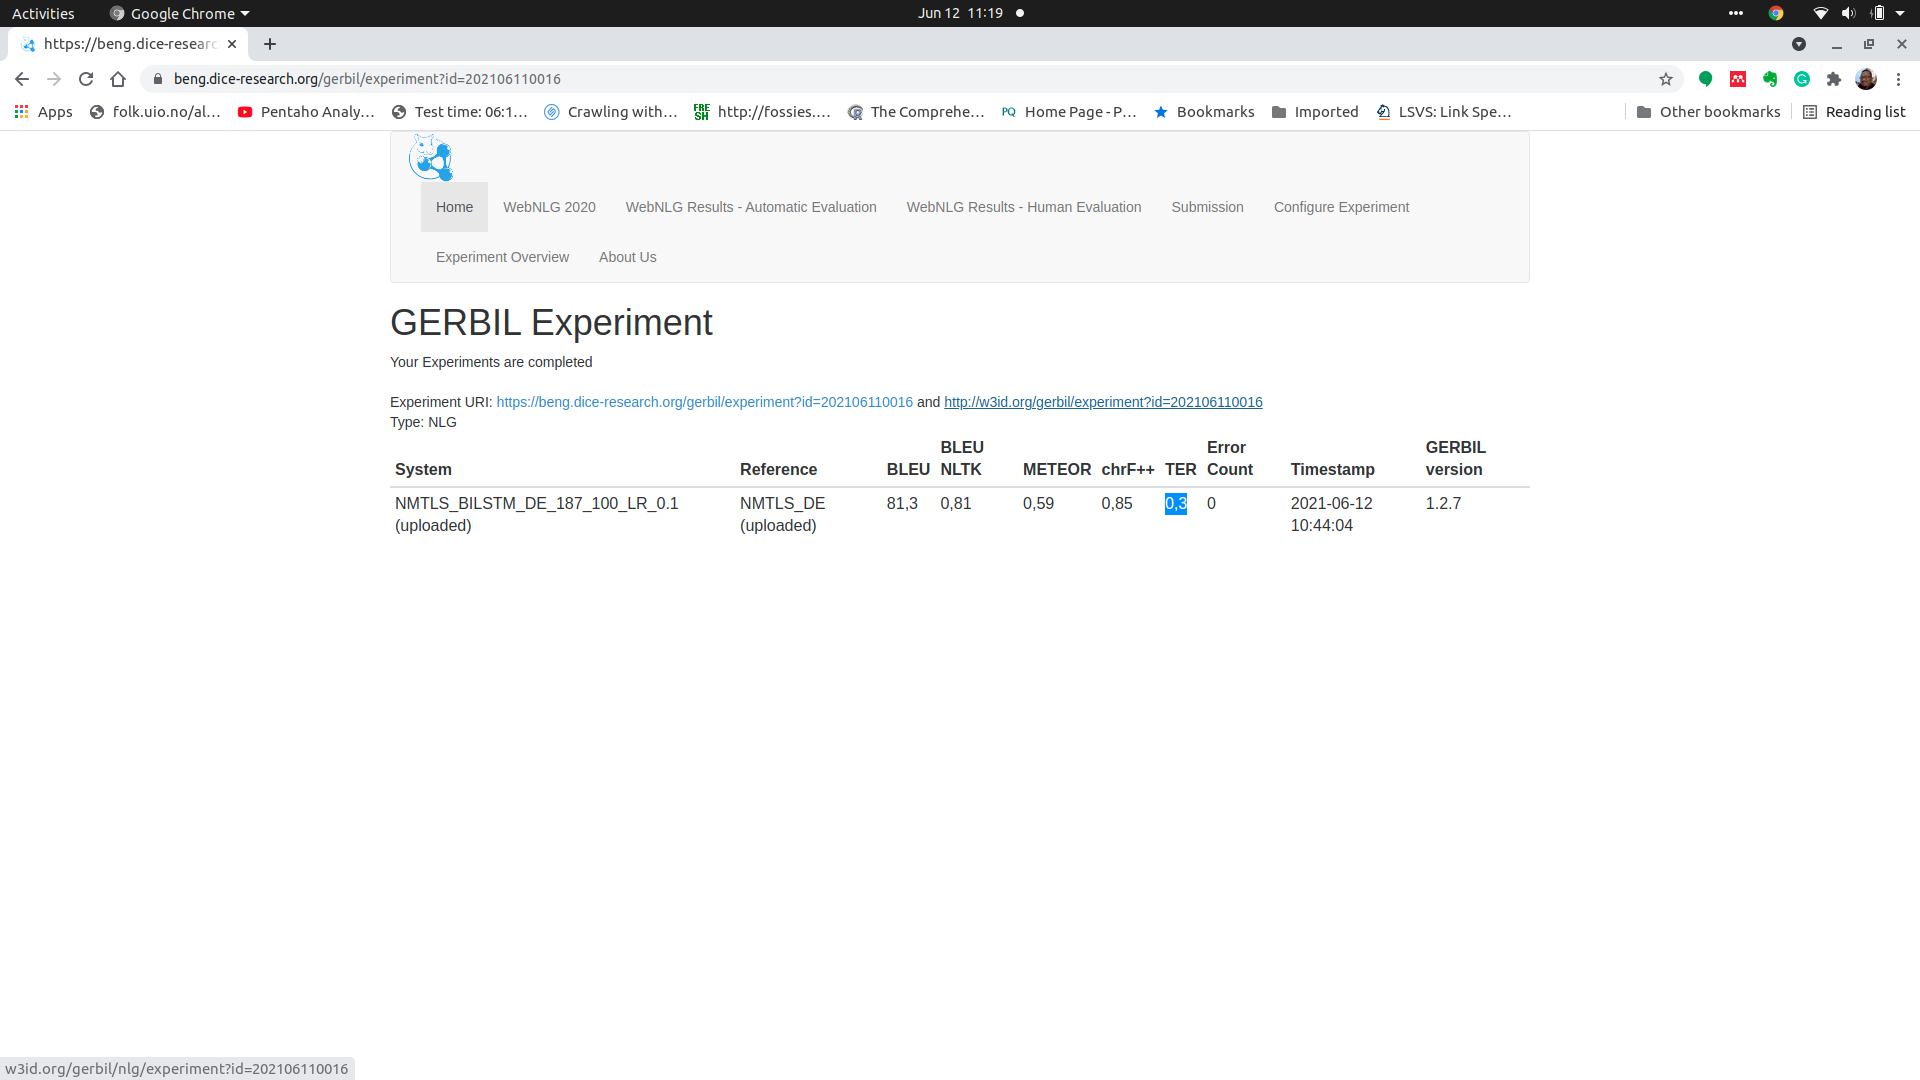 Activities Google Chrome Jun 12 11:19
https://beng.dice-researc
beng.dice-research.org/gerbil/experiment?id=202106110016
Apps folk.uio.no/al… Pentaho Analy… Test time: 06:1… Crawling with… FRE SH http://fossies.… The Comprehe… PQ Home Page - P… Bookmarks Imported LSVS: Link Spe… Other bookmarks Reading list
Home WebNLG 2020 WebNLG Results - Automatic Evaluation WebNLG Results - Human Evaluation Submission Configure Experiment
Experiment Overview About Us
GERBIL Experiment
Your Experiments are completed
Experiment URI: https://beng.dice-research.org/gerbil/experiment?id=202106110016 and http://w3id.org/gerbil/experiment?id=202106110016
Type: NLG
BLEU Error GERBIL
System Reference BLEU NLTK METEOR chrF++ TER Count Timestamp version
NMTLS_BILSTM_DE_187_100_LR_0.1 NMTLS_DE 81,3 0,81 0,59 0,85 0,3 0 2021-06-12 1.2.7
(uploaded) (uploaded) 10:44:04
w3id.org/gerbil/nlg/experiment?id=202106110016